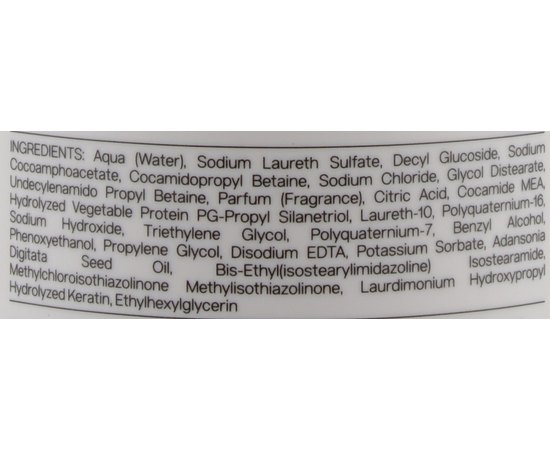 INGREDIENTS: Aqua (Water), Sodium Laureth Sulfate, Decyl Glucoside, Sodium
Cocoamphoacetate, Cocamidopropyl Betaine, Sodium Chloride, Glycol Distearate,
Undecylenamido Propyl Betaine, Parfum (Fragrance), Citric Acid, Cocamide MEA,
Hydrolyzed Vegetable Protein PG-Propyl Silanetriol, Laureth-10, Polyquaternium-16,
Sodium Hydroxide, Triethylene Glycol, Polyquaternium-7, Benzyl Alcohol,
Phenoxyethanol, Propylene Glycol, Disodium EDTA, Potassium Sorbate, Adansonia
Digitata Seed Oil, Bis-Ethyl(isostearylimidazoline) Isostearamide,
Methylchloroisothiazolinone Methylisothiazolinone, Laurdimonium Hydroxypropyl
Hydrolyzed Keratin, Ethylhexylglycerin